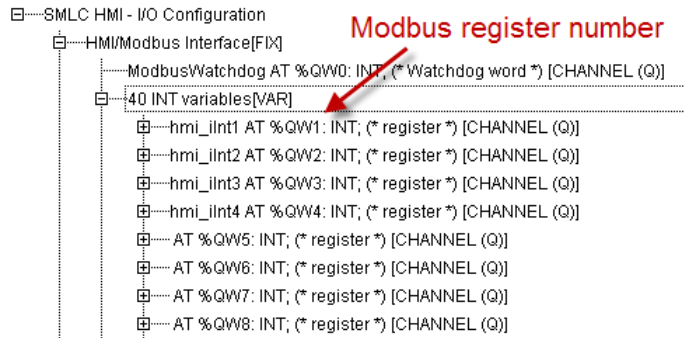 SMLC HMI - I/O Configuration
Modbus register number
HMI/Modbus Interface[FIX]
ModbusWatchdog AT %QW0: INT; (* Watchdog word *) [CHANNEL (Q)]
40 INT variables[VAR]
hmi_iInt1 AT %QW1: INT; (* register *) [CHANNEL (Q)]
hmi_iInt2 AT %QW2: INT; (* register *) [CHANNEL (Q)]
hmi_iInt3 AT %QW3: INT; (* register *) [CHANNEL (Q)]
hmi_iInt4 AT %QW4: INT; (* register *) [CHANNEL (Q)]
AT %QW5: INT; (* register *) [CHANNEL (Q)]
AT %QW6: INT; (* register *) [CHANNEL (Q)]
AT %QW7: INT; (* register *) [CHANNEL (Q)]
AT %QW8: INT; (* register *) [CHANNEL (Q)]